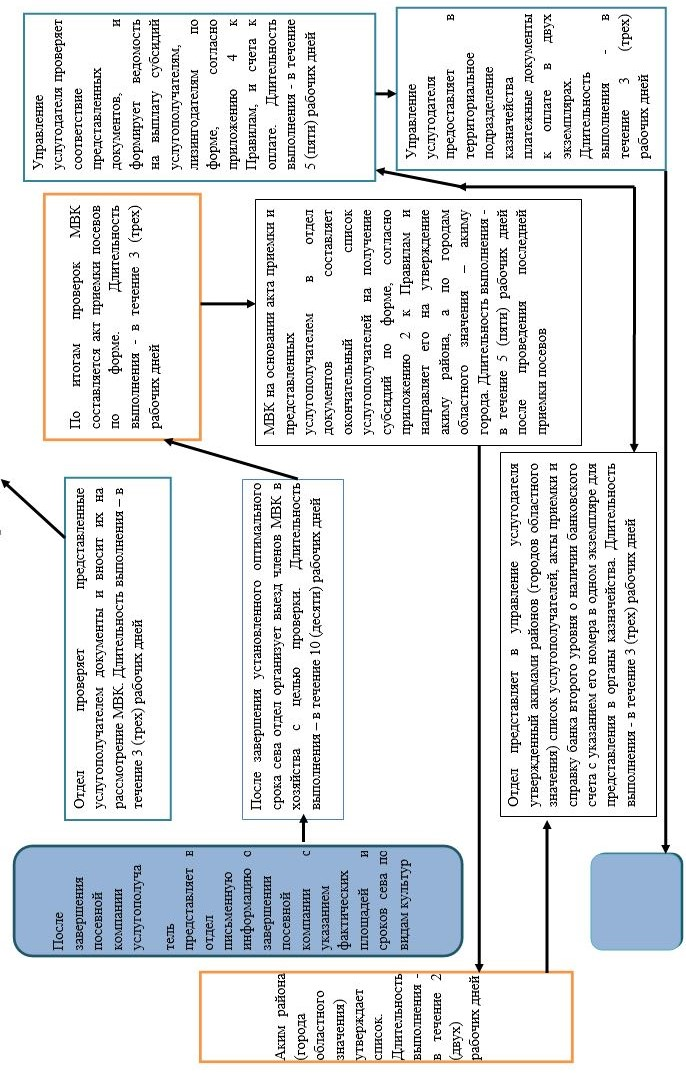 Отдел проверяет представленные
услугополучателем документы и вносит их на
рассмотрение МВК. Длительность выполнения – в
течение 3 (трех) рабочих дней
После
завершения
посевной
компании
услугополуча
тель
представляет в
отдел
письменную
информацию о
завершении
посевной
компании с
указанием
фактических
площадей и
сроков сева по
видам культур
После завершения установленного оптимального
срока сева отдел организует выезд членов МВК в
хозяйства с целью проверки. Длительность
выполнения – в течение 10 (десяти) рабочих дней
По итогам проверок МВК
составляется акт приемки посевов
по форме. Длительность
выполнения - в течение 3 (трех)
рабочих дней
МВК на основании акта приемки и
представленных
услугополучателем в отдел
документов составляет
окончательный список
услугополучателей на получение
субсидий по форме, согласно
приложению 2 к Правилам и
направляет его на утверждение
акиму района, а по городам
областного значения – акиму
города. Длительность выполнения -
в течение 5 (пяти) рабочих дней
после проведения последней
приемки посевов
Аким района
(города
областного
значения)
утверждает
список.
Длительность
выполнения -
в течение 2
(двух)
рабочих дней
Отдел представляет в управление услугодателя
утвержденный акимами районов (городов областного
значения) список услугополучателей, акты приемки и
справку банка второго уровня о наличии банковского
счета с указанием его номера в одном экземпляре для
представления в органы казначейства. Длительность
выполнения - в течение 3 (трех) рабочих дней
Управление
услугодателя проверяет
соответствие
представленных
документов, и
формирует ведомость
на выплату субсидий
услугополучателям,
лизингодателям по
форме, согласно
приложению 4 к
Правилам, и счета к
оплате. Длительность
выполнения - в течение
5 (пяти) рабочих дней
Управление
услугодателя
предоставляет в
территориальное
подразделение
казначейства
платежные документы
к оплате в двух
экземплярах.
Длительность
выполнения - в
течение 3 (трех)
рабочих дней